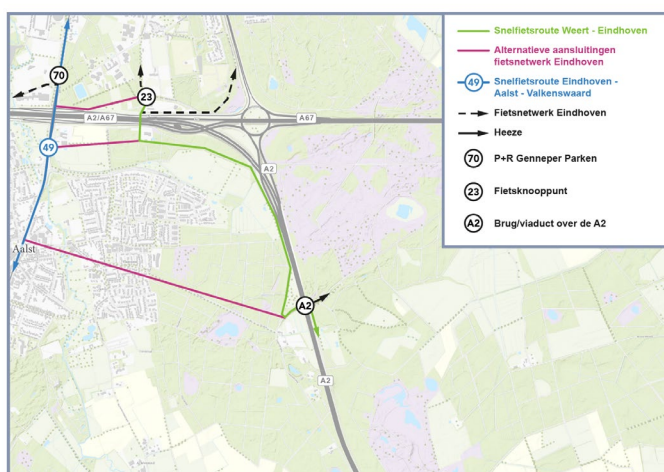 Snelfietsroute Weert - Eindhoven
Alternatieve aansluitingen
fietsnetwerk Eindhoven
49
Snelfietsroute Eindhoven -
Aalst - Valkenswaard
Fietsnetwerk Eindhoven
Heeze
70
P+R Genneper Parken
23
Fietsknooppunt
A2
Brug/viaduct over de A2
70
23
A2/A67
A67
49
A2
Aalst
A2
A2